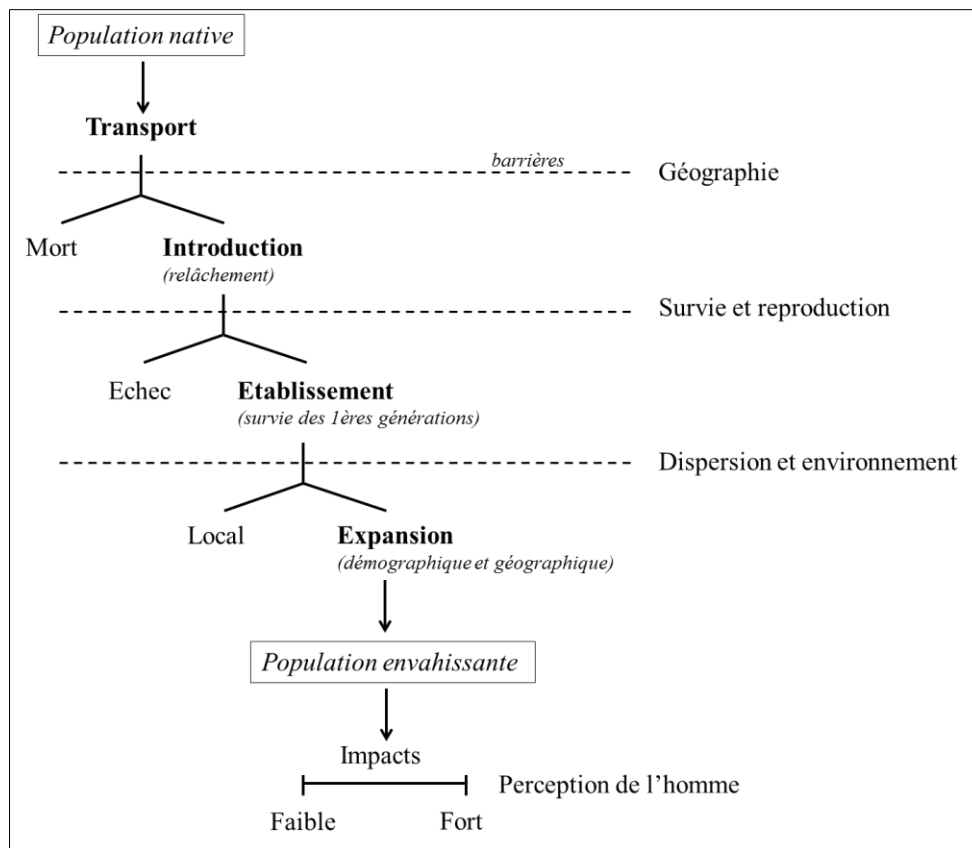 Population native
Transport
barrières
Géographie
Mort
Introduction
(relâchement)
Survie et reproduction
Echec
Etablissement
(survie des 1ères générations)
Dispersion et environnement
Local
Expansion
(démographique et géographique)
Population envahissante
Impacts
Perception de l’homme
Faible
Fort